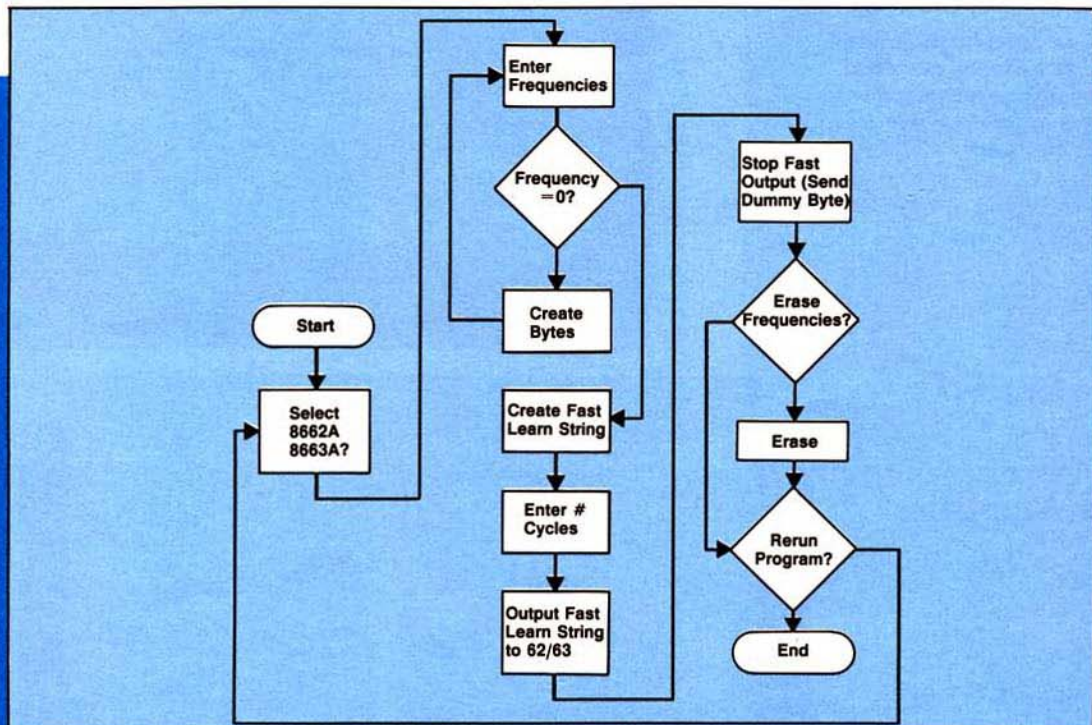 Start
Select
8662A
8663A?
Enter
Frequencies
Frequency
=0?
Create
Bytes
Create Fast
Learn String
Enter #
Cycles
Output Fast
Learn String
to 62/63
Stop Fast
Output (Send
Dummy Byte)
Erase
Frequencies?
Erase
Rerun
Program?
End